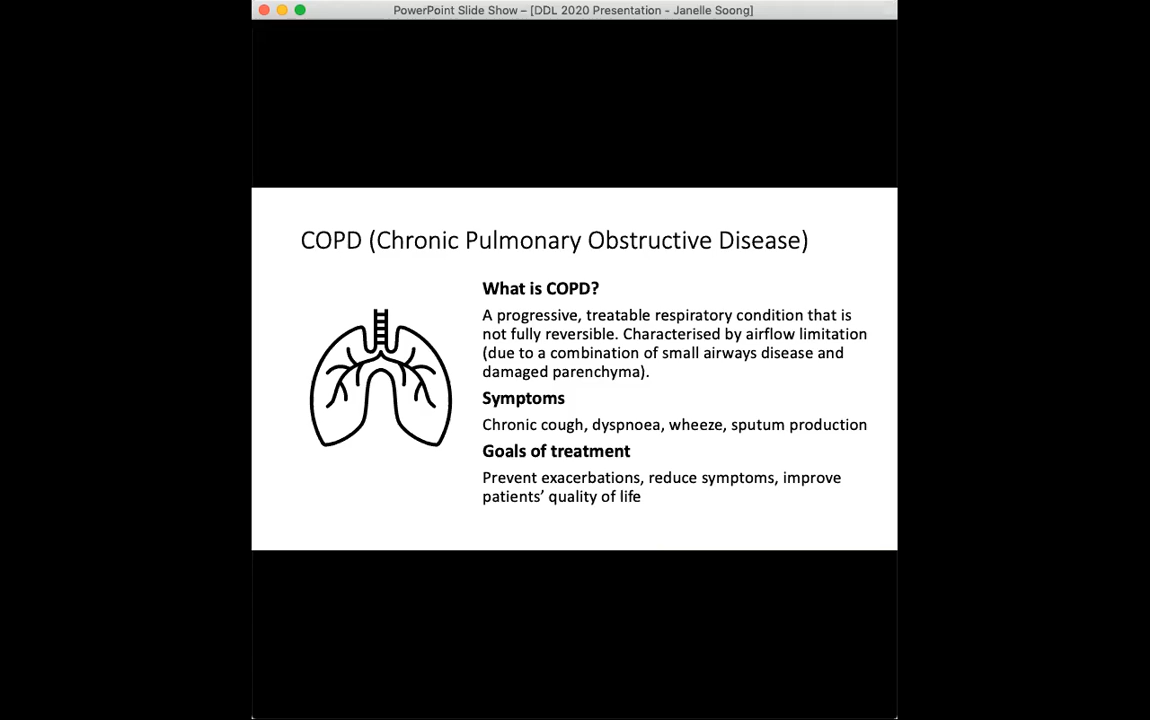 PowerPoint Slide Show – [DDL 2020 Presentation - Janelle Soong]
COPD (Chronic Pulmonary Obstructive Disease)
What is COPD?
A progressive, treatable respiratory condition that is
not fully reversible. Characterised by airflow limitation
(due to a combination of small airways disease and
damaged parenchyma).
Symptoms
Chronic cough, dyspnoea, wheeze, sputum production
Goals of treatment
Prevent exacerbations, reduce symptoms, improve
patients’ quality of life